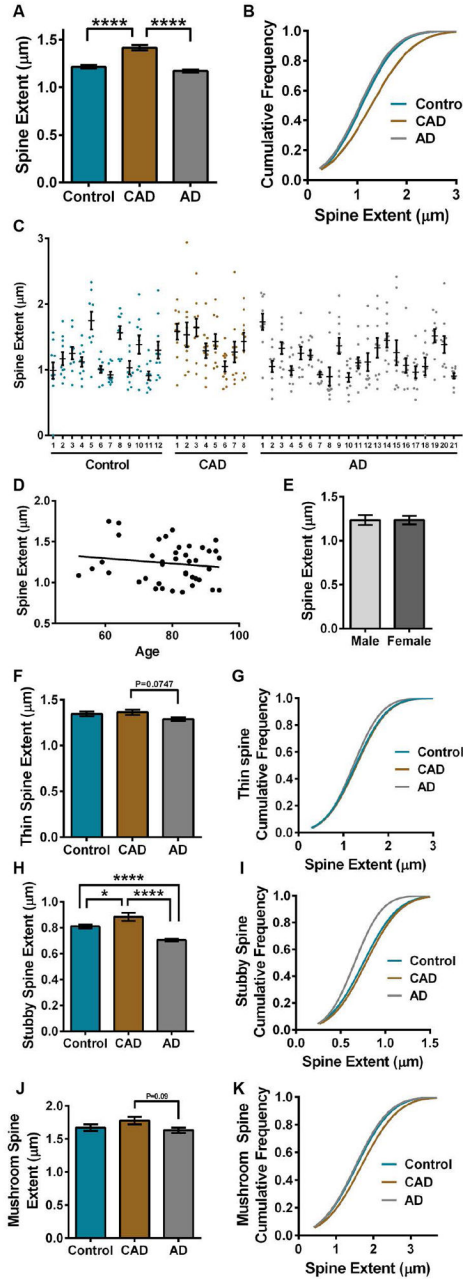 A
Spine Extent (μm)
****
****
1.5
1.0
0.5
0.0
Control CAD AD
B
Cumulative Frequency
1.0
0.8
0.6
0.4
0.2
0.0
Contro
CAD
AD
0 1 2 3
Spine Extent (μm)
C
Spine Extent (μm)
3
2
1
0
1 2 3 4 5 6 7 8 9 10 11 12 1 2 3 4 5 6 7 8 1 2 3 4 5 6 7 8 9 10 11 12 13 14 15 16 17 18 19 20 21
Control CAD AD
D
Spine Extent (μm)
2.0
1.5
1.0
0.5
60 80 100
Age
E
Spine Extent (μm)
1.5
1.0
0.5
0.0
Male Female
F
Thin Spine Extent (μm)
P=0.0747
2.0
1.5
1.0
0.5
0.0
Control CAD AD
G
Thin spine
Cumulative Frequency
1.0
0.8
0.6
0.4
0.2
0.0
Control
CAD
AD
0 1 2 3
Spine Extent (μm)
H
Stubby Spine Extent (μm)
****
* ****
1.0
0.8
0.6
0.4
0.2
0.0
Control CAD AD
I
Stubby Spine
Cumulative Frequency
1.0
0.8
0.6
0.4
0.2
0.0
Control
CAD
AD
0.0 0.5 1.0 1.5
Spine Extent (μm)
J
Mushroom Spine
Extent (μm)
P=0.09
2.0
1.5
1.0
0.5
0.0
Control CAD AD
K
Mushroom Spine
Cumulative Frequency
1.0
0.8
0.6
0.4
0.2
0.0
Control
CAD
AD
0 1 2 3
Spine Extent (μm)